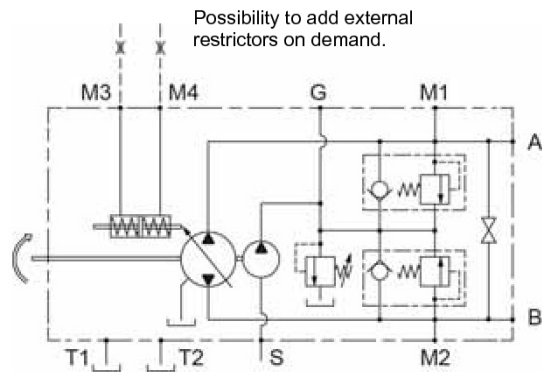 Possibility to add external
restrictors on demand.
M3 M4 G M1
A
B
T1 T2 S M2